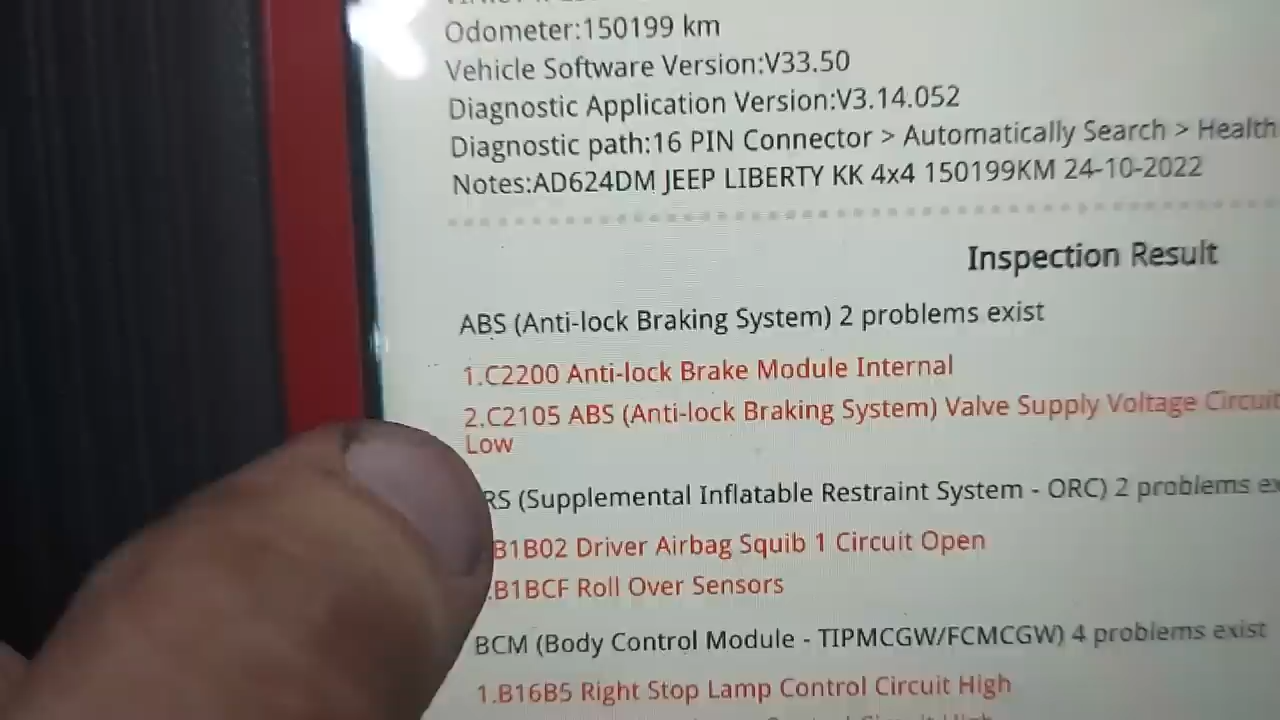 Odometer:150199 km
Vehicle Software Version:V33.50
Diagnostic Application Version:V3.14.052
Diagnostic path:16 PIN Connector > Automatically Search > Health
Notes:AD624DM JEEP LIBERTY KK 4x4 150199KM 24-10-2022
Inspection Result
ABS (Anti-lock Braking System) 2 problems exist
1.C2200 Anti-lock Brake Module Internal
2.C2105 ABS (Anti-lock Braking System) Valve Supply Voltage Circuit
Low
RS (Supplemental Inflatable Restraint System - ORC) 2 problems ex
B1B02 Driver Airbag Squib 1 Circuit Open
.B1BCF Roll Over Sensors
BCM (Body Control Module - TIPMCGW/FCMCGW) 4 problems exist
1.B16B5 Right Stop Lamp Control Circuit High